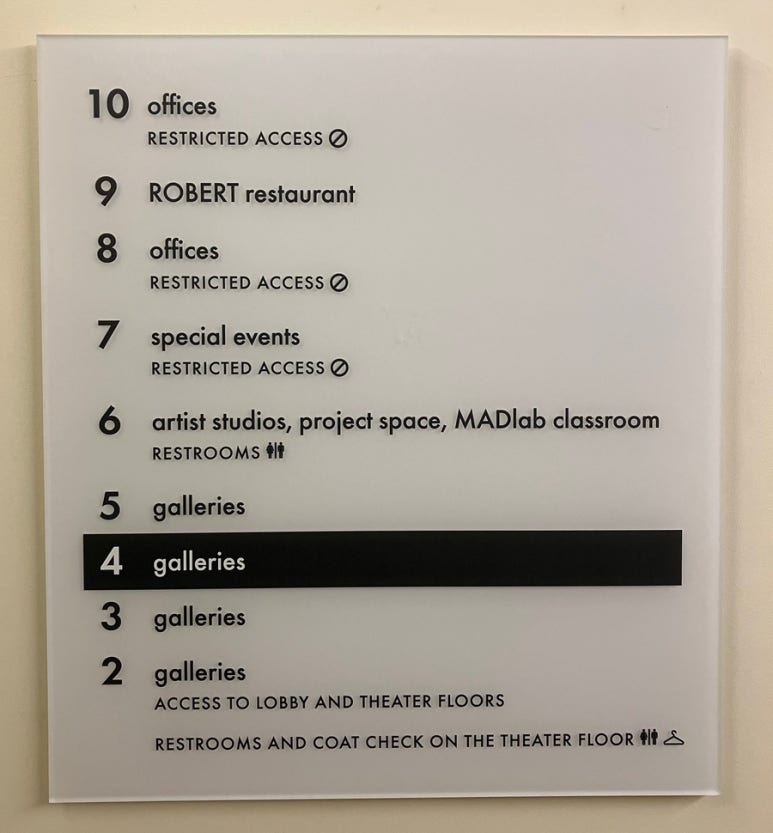 10 offices
RESTRICTED ACCESS
9 ROBERT restaurant
8 offices
RESTRICTED ACCESS
7 special events
RESTRICTED ACCESS
6 artist studios, project space, MADlab classroom
RESTROOMS
5 galleries
4 galleries
3 galleries
2 galleries
ACCESS TO LOBBY AND THEATER FLOORS
RESTROOMS AND COAT CHECK ON THE THEATER FLOOR